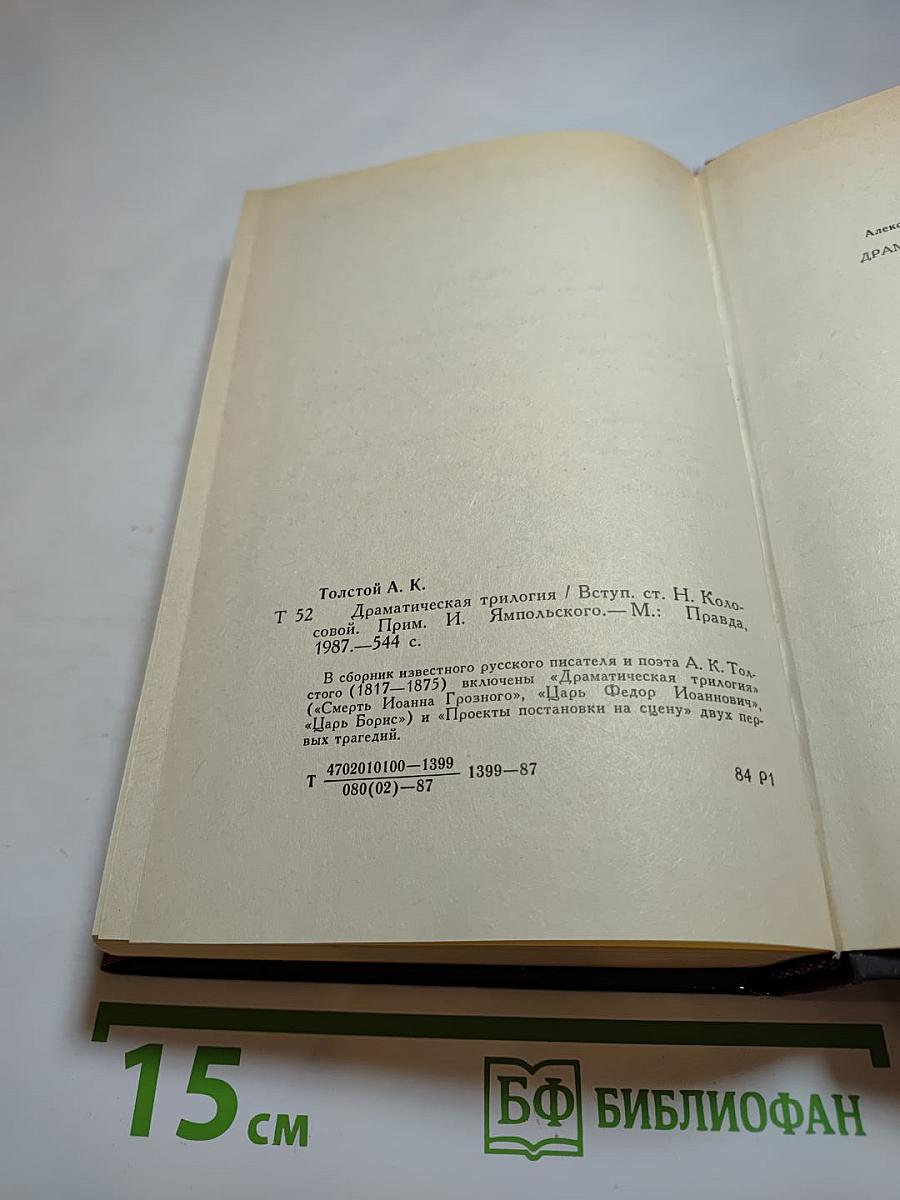 Толстой А. К.
Т 52 Драматическая трилогия / Вступ. ст. Н. Коло-
совой. Прим. И. Ямпольского.— М.: Правда,
1987.—544 с.
В сборник известного русского писателя и поэта А. К. Тол-
стого (1817—1875) включены «Драматическая трилогия»
(«Смерть Иоанна Грозного», «Царь Федор Иоаннович»,
«Царь Борис») и «Проекты постановки на сцену» двух пер-
вых трагедий.
Т 4702010100—1399
080(02)—87 1399—87
84 Р1
Алекс
ДРАМ
15 см
БФ БИБЛИОФАН